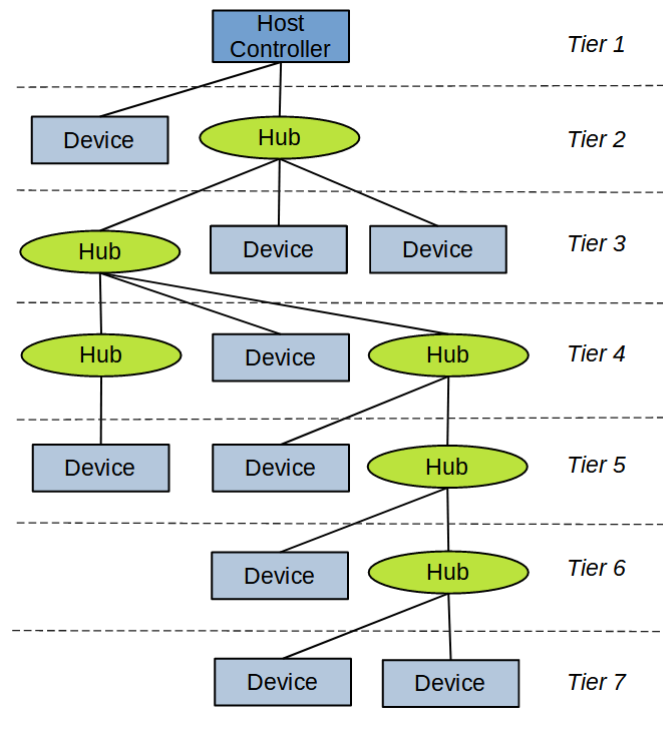 Host
Controller
Tier 1
Device
Hub
Tier 2
Hub
Device
Device
Tier 3
Hub
Device
Hub
Tier 4
Device
Device
Hub
Tier 5
Device
Hub
Tier 6
Device
Device
Tier 7